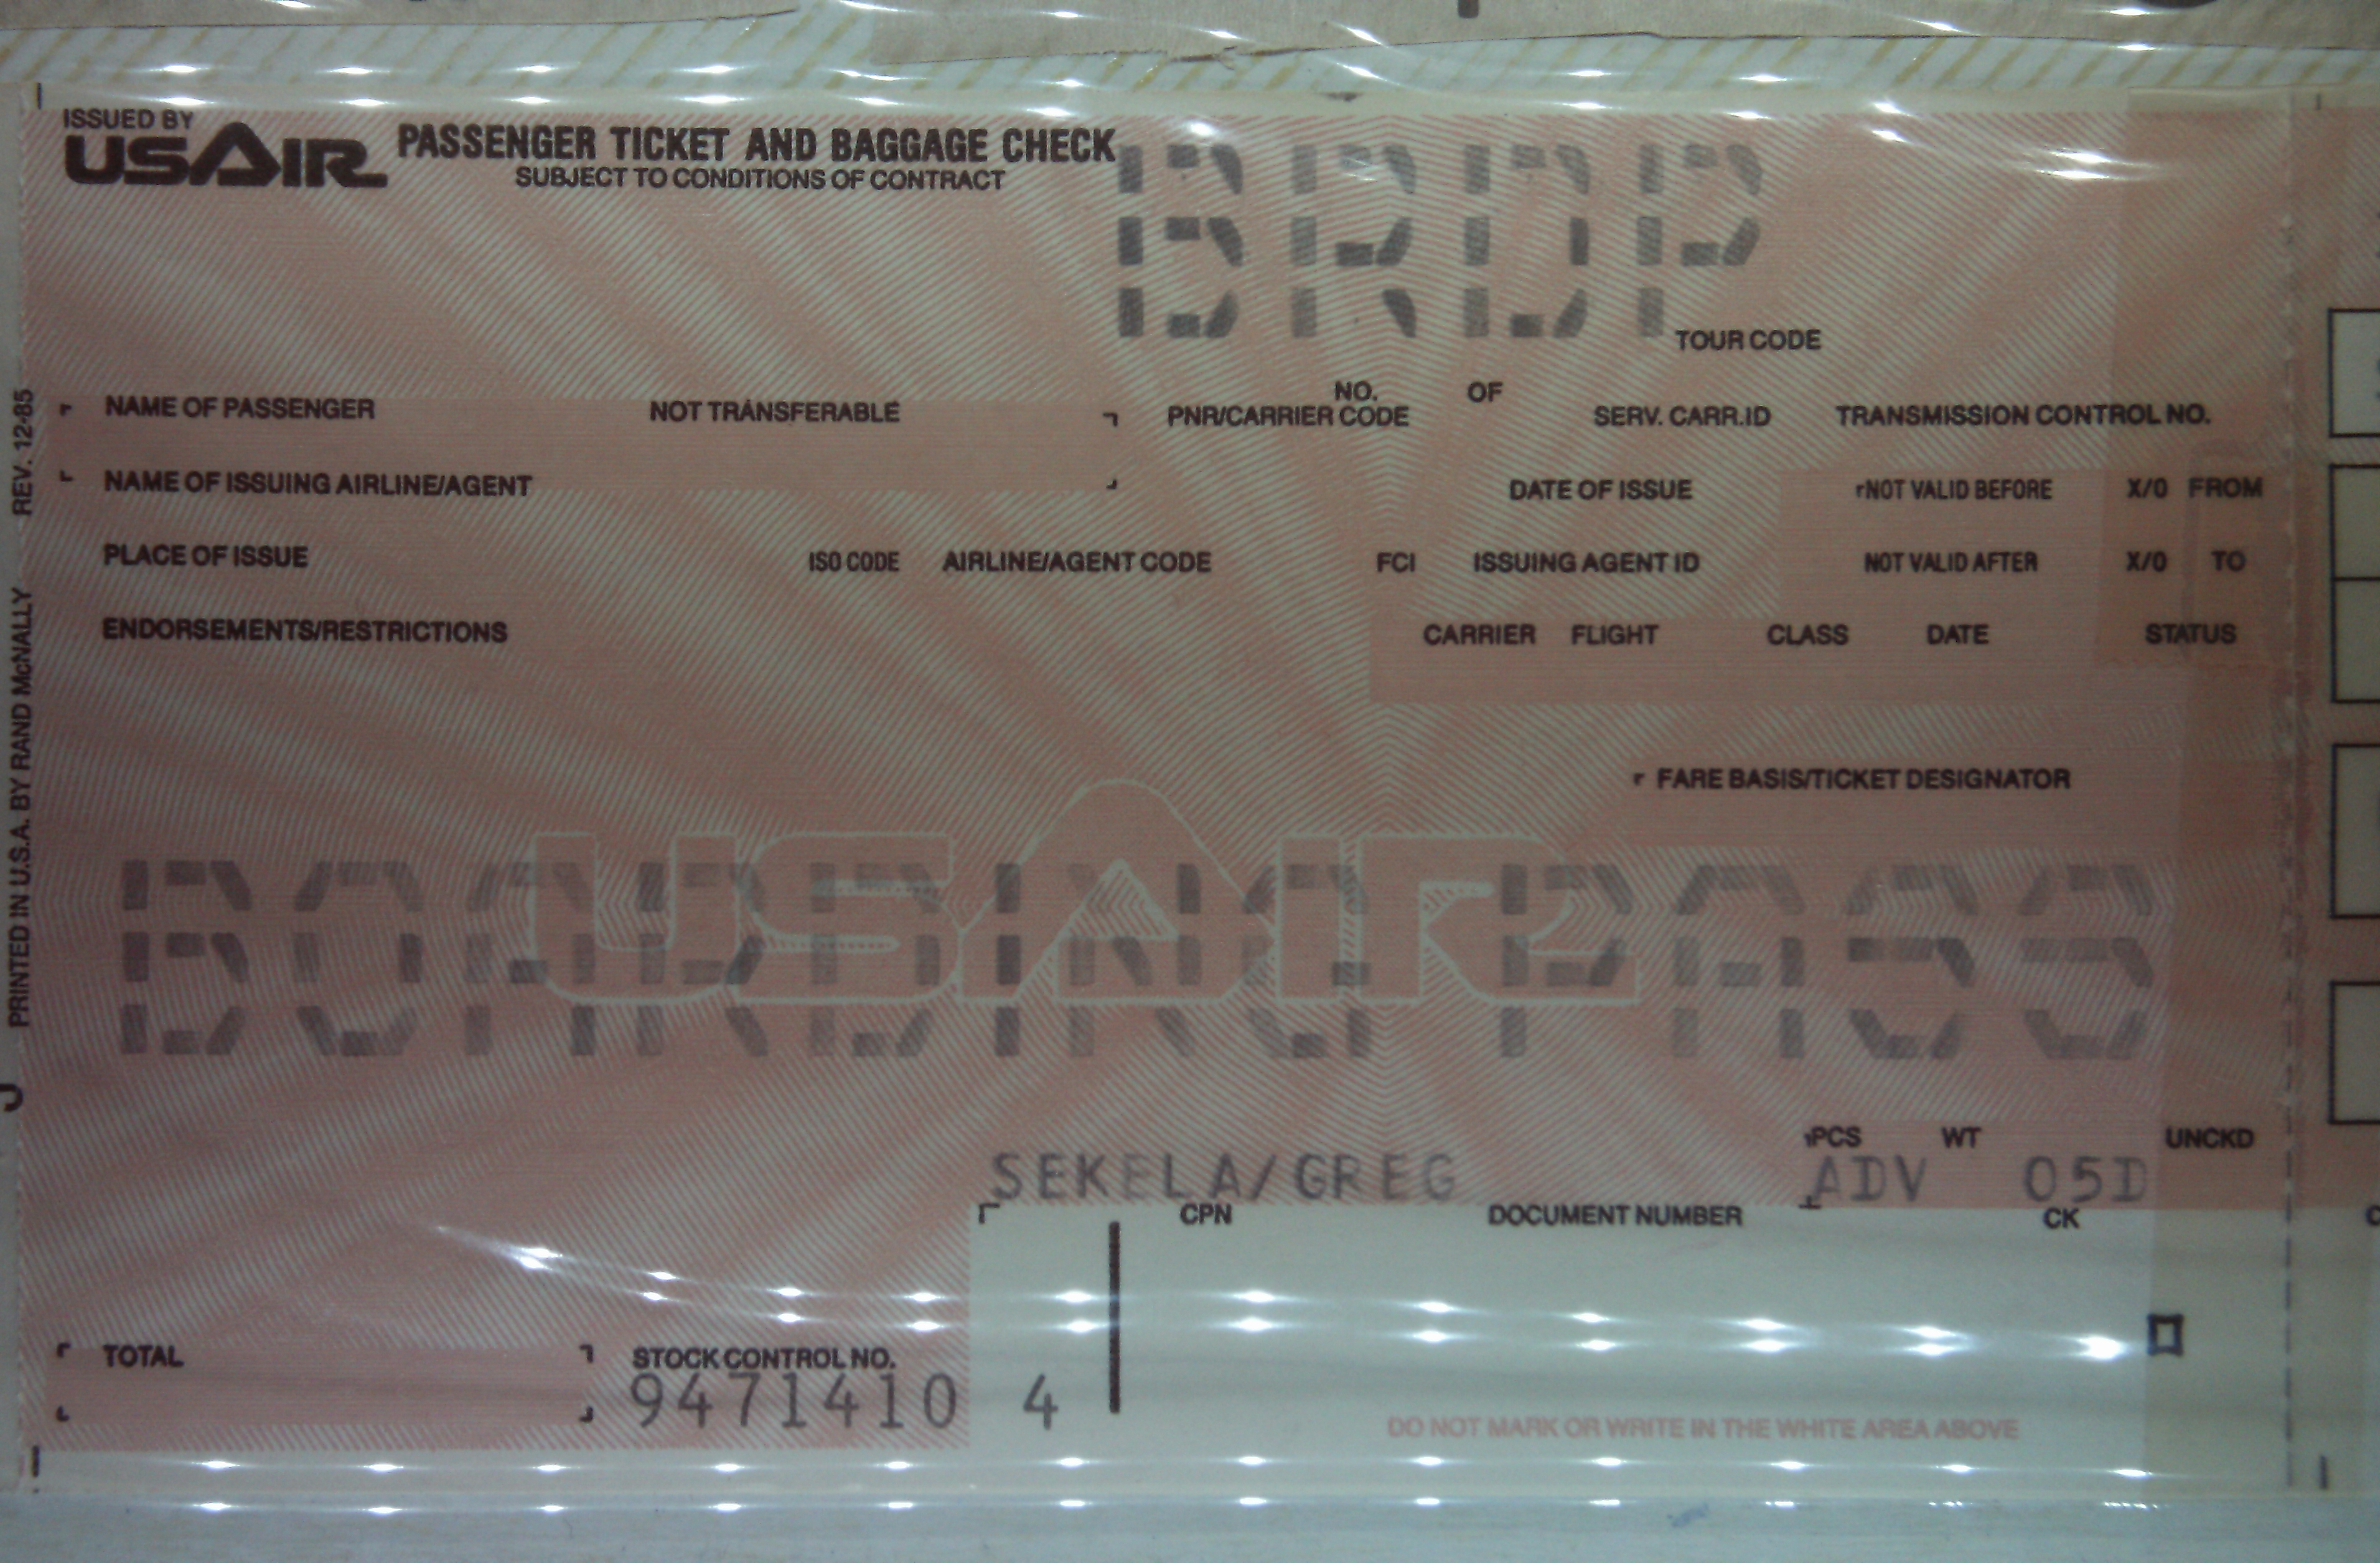 ISSUED BY
USAIR PASSENGER TICKET AND BAGGAGE CHECK
SUBJECT TO CONDITIONS OF CONTRACT
BRDP
TOUR CODE
NO. OF
NAME OF PASSENGER NOT TRANSFERABLE PNR/CARRIER CODE SERV. CARR.ID TRANSMISSION CONTROL NO.
NAME OF ISSUING AIRLINE/AGENT DATE OF ISSUE NOT VALID BEFORE X/O FROM
PLACE OF ISSUE ISO CODE AIRLINE/AGENT CODE FCI ISSUING AGENT ID NOT VALID AFTER X/O TO
ENDORSEMENTS/RESTRICTIONS CARRIER FLIGHT CLASS DATE STATUS
FARE BASIS/TICKET DESIGNATOR
USAIR
BOARDING PASS
PCS WT UNCKD
SEKELA/GREG ADV 05D
CPN DOCUMENT NUMBER CK
TOTAL STOCK CONTROL NO.
9471410 4
DO NOT MARK OR WRITE IN THE WHITE AREA ABOVE
PRINTED IN U.S.A. BY RAND McNALLY REV. 12-85